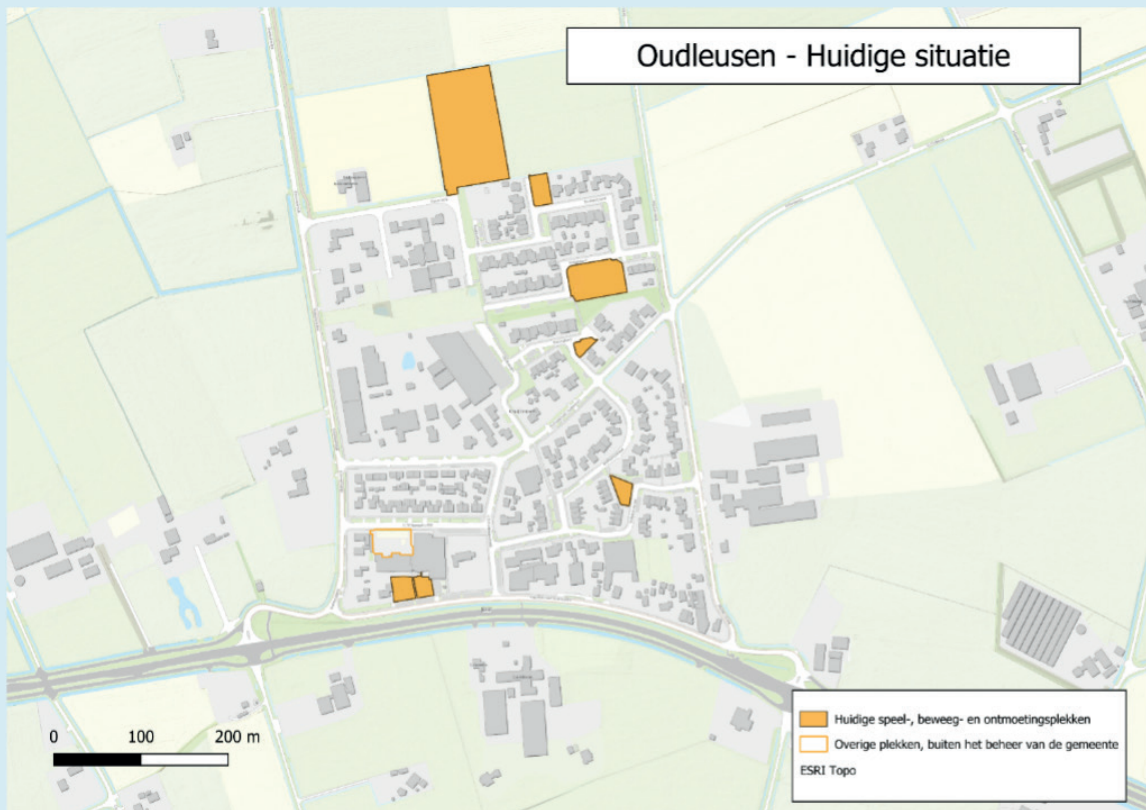 Oudleusen - Huidige situatie
0 100 200 m
Huidige speel-, beweeg- en ontmoetingsplekken
Overige plekken, buiten het beheer van de gemeente
ESRI Topo